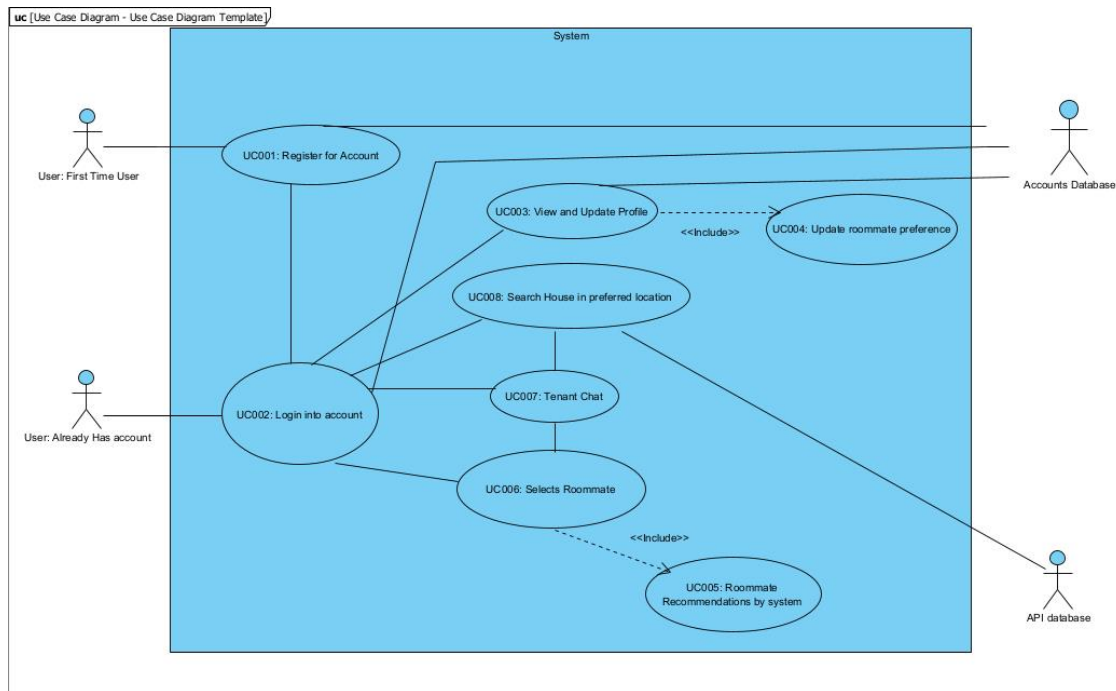 uc [Use Case Diagram - Use Case Diagram Template]
System
UC001: Register for Account
User: First Time User
Accounts Database
UC003: View and Update Profile
<<Include>>
UC004: Update roommate preference
UC008: Search House in preferred location
UC007: Tenant Chat
UC002: Login into account
User: Already Has account
UC006: Selects Roommate
<<Include>>
UC005: Roommate
Recommendations by system
API database